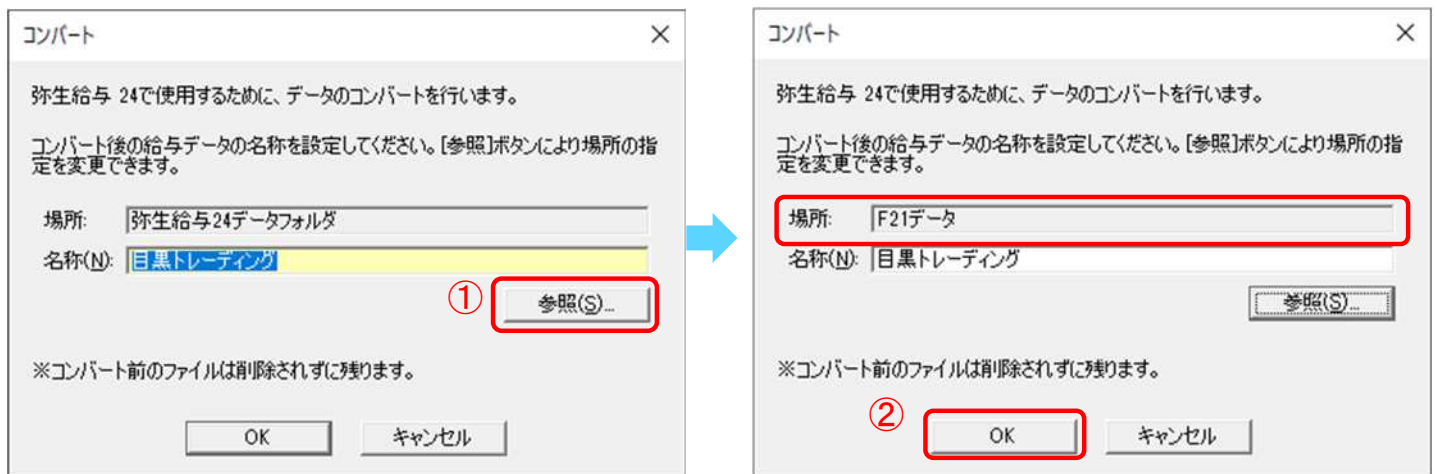 コンバート
弥生給与 24で使用するために、データのコンバートを行います。
コンバート後の給与データの名称を設定してください。[参照]ボタンにより場所の指
定を変更できます。
場所: 弥生給与24データフォルダ
名称(N): 目黒トレーディング
① 参照(S)...
※コンバート前のファイルは削除されずに残ります。
OK キャンセル
コンバート
弥生給与 24で使用するために、データのコンバートを行います。
コンバート後の給与データの名称を設定してください。[参照]ボタンにより場所の指
定を変更できます。
場所: F21データ
名称(N): 目黒トレーディング
参照(S)...
※コンバート前のファイルは削除されずに残ります。
② OK キャンセル